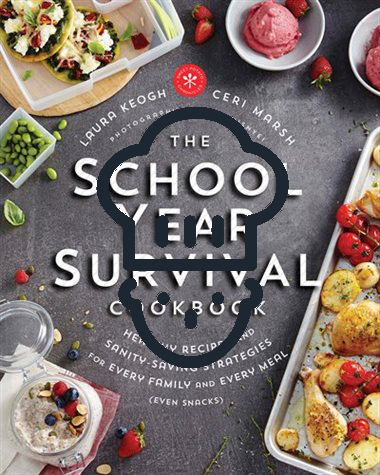 LAURA KEOGH
CERI MARSH
THE
SCHOOL
YEAR
SURVIVAL
COOKBOOK
HEALTHY RECIPES AND
SANITY-SAVING STRATEGIES
FOR EVERY FAMILY AND EVERY MEAL
(EVEN SNACKS)